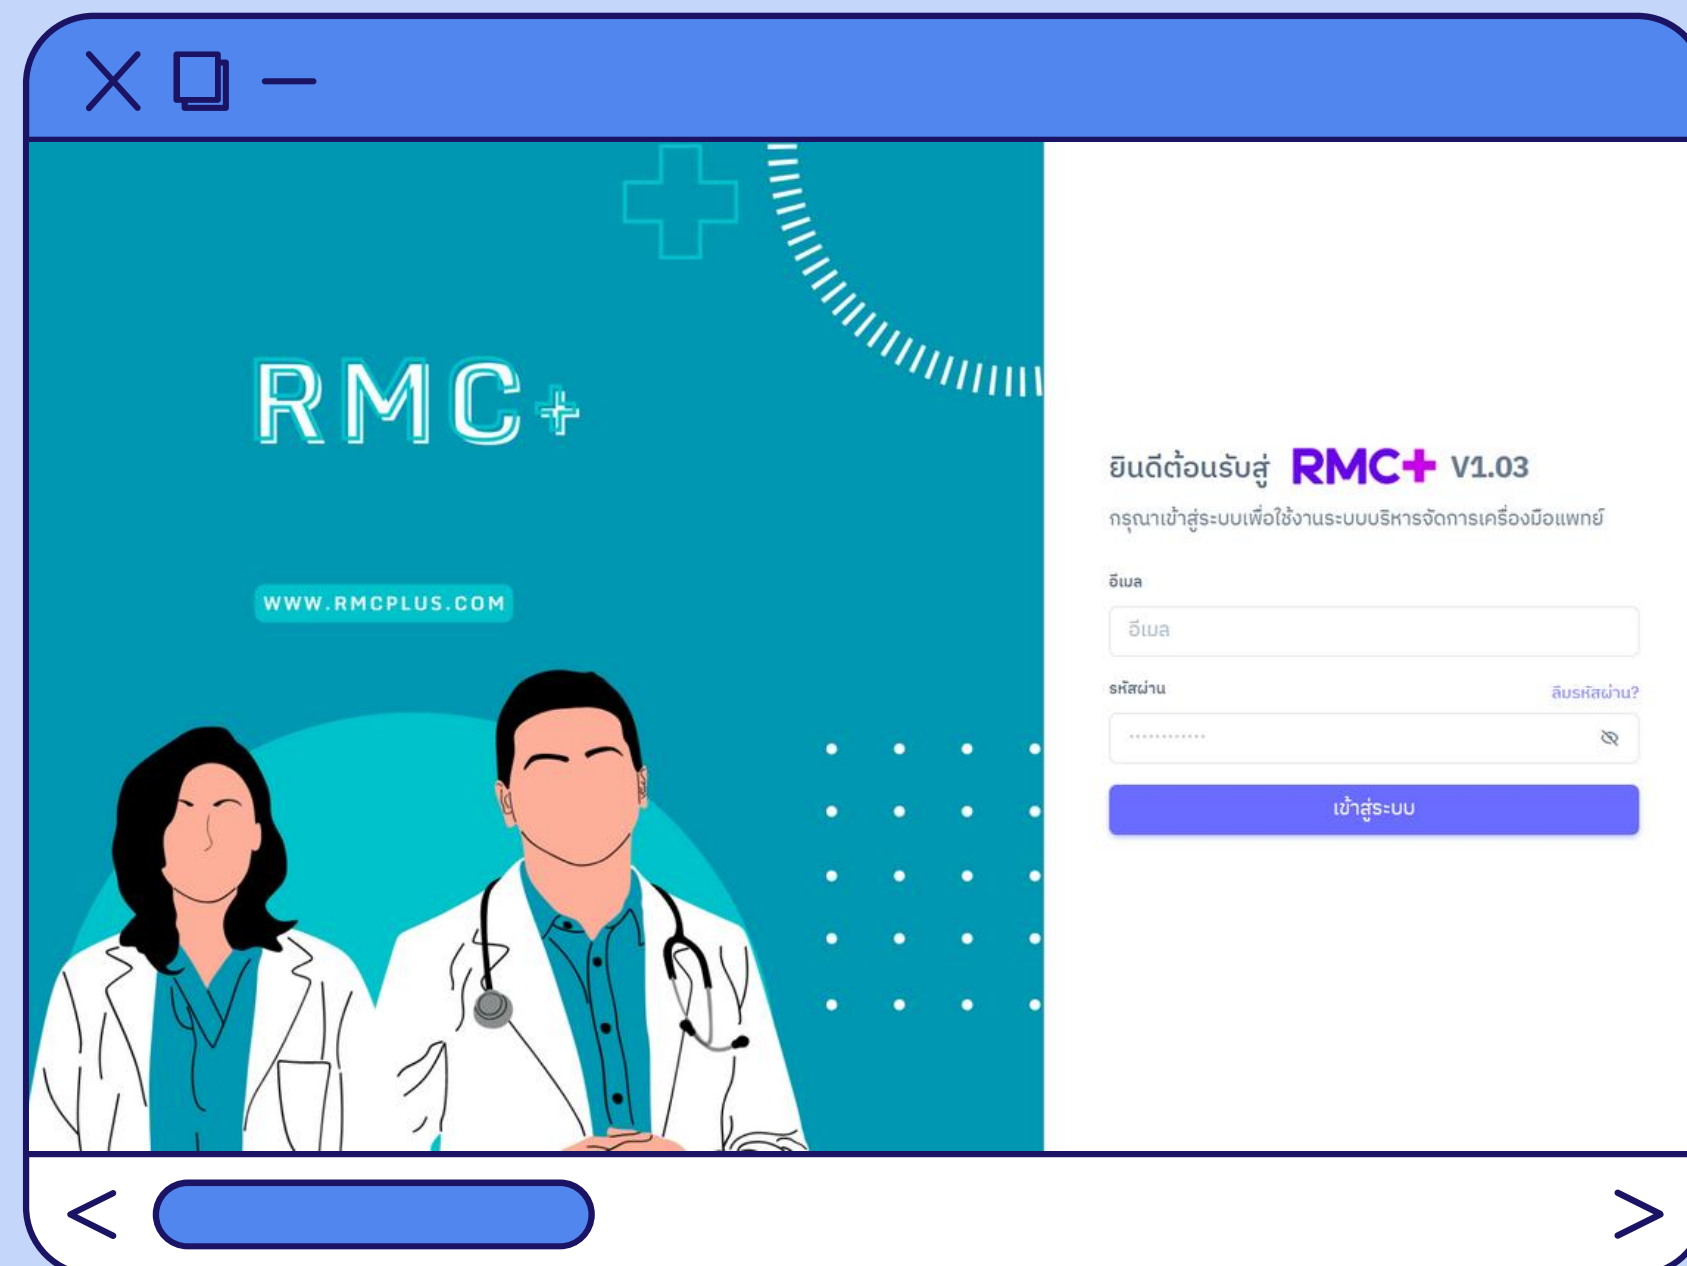 RMC+
WWW.RMCPLUS.COM
ยินดีต้อนรับสู่ RMC+ V1.03
กรุณาเข้าสู่ระบบเพื่อใช้งานระบบบริหารจัดการเครื่องมือแพทย์
อีเมล
อีเมล
รหัสผ่าน ลืมรหัสผ่าน?
············
เข้าสู่ระบบ